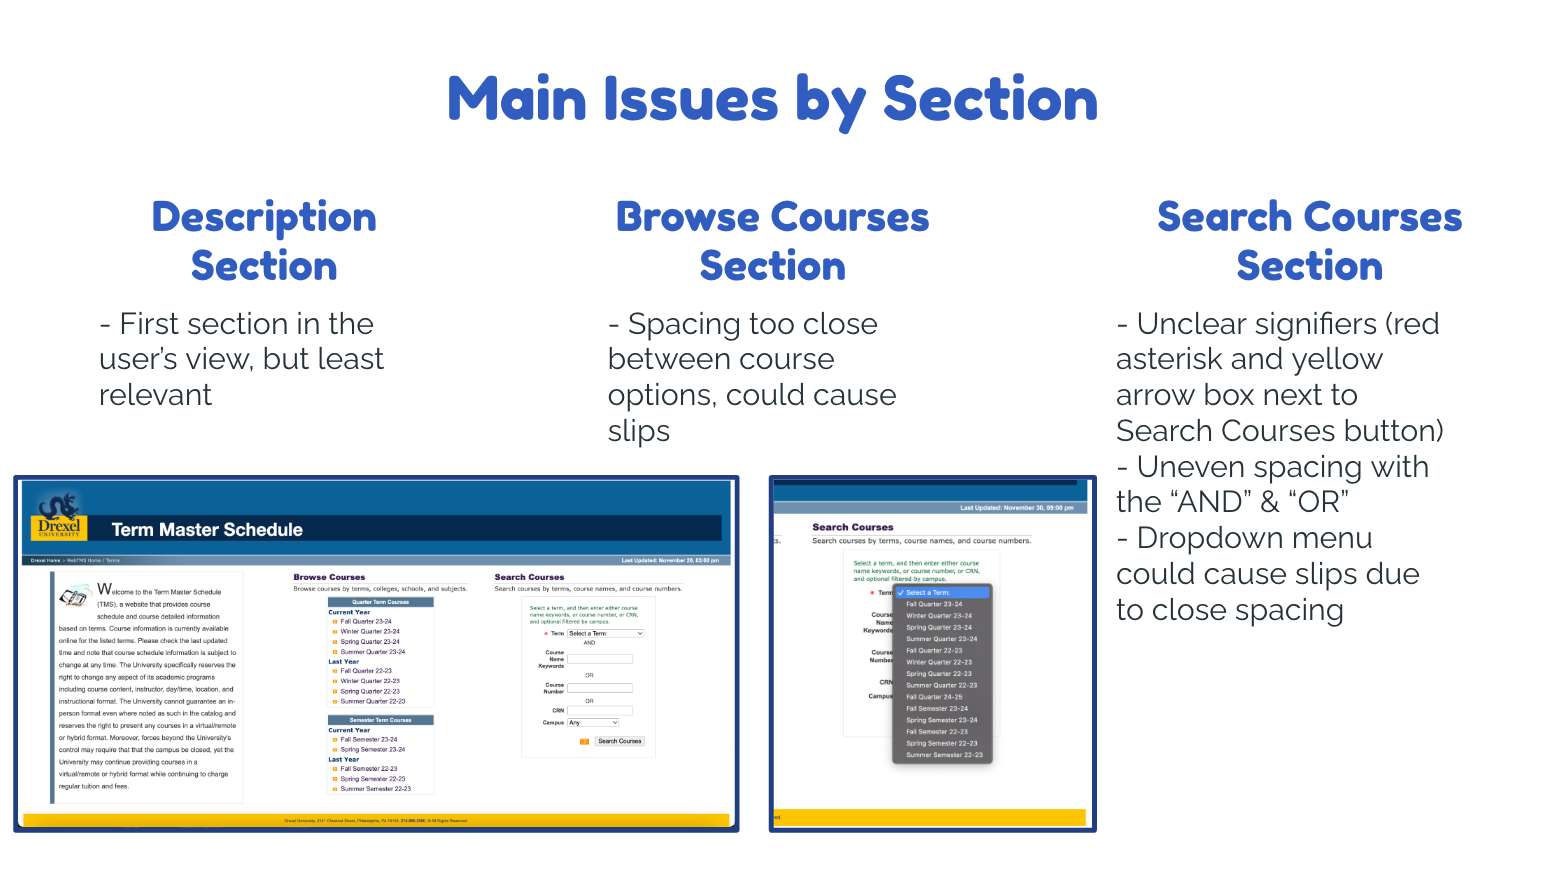 Main Issues by Section
Description
Section
- First section in the
user’s view, but least
relevant
Browse Courses
Section
- Spacing too close
between course
options, could cause
slips
Search Courses
Section
- Unclear signifiers (red
asterisk and yellow
arrow box next to
Search Courses button)
- Uneven spacing with
the “AND” & “OR”
- Dropdown menu
could cause slips due
to close spacing
Drexel
UNIVERSITY
Term Master Schedule
Drexel Home > WebTMS Home / Terms
Welcome to the Term Master Schedule
(TMS), a website that provides course
schedule and course detailed information
based on terms. Course information is currently available
online for the listed terms. Please check the last updated
time and note that course schedule information is subject to
change at any time. The University specifically reserves the
right to change any aspect of its academic programs
including course content, instructor, day/time, location, and
instructional format. The University cannot guarantee an in-
person format even where noted as such in the catalog and
reserves the right to present any courses in a virtual/remote
or hybrid format. Moreover, forces beyond the University's
control may require that that the campus be closed, yet the
University may continue providing courses in a
virtual/remote or hybrid format while continuing to charge
regular tuition and fees.
Browse Courses
Browse courses by terms, colleges, schools, and subjects.
Quarter Term Courses
Current Year
Fall Quarter 23-24
Winter Quarter 23-24
Spring Quarter 23-24
Summer Quarter 23-24
Last Year
Fall Quarter 22-23
Winter Quarter 22-23
Spring Quarter 22-23
Summer Quarter 22-23
Semester Term Courses
Current Year
Fall Semester 23-24
Spring Semester 23-24
Last Year
Fall Semester 22-23
Spring Semester 22-23
Summer Semester 22-23
Search Courses
Search courses by terms, course names, and course numbers.
Select a term, and then enter either course
name keywords, or course number, or CRN,
and optional filtered by campus.
* Term Select a Term:
AND
Course
Name
Keywords
OR
Course
Number
OR
CRN
Campus Any
Search Courses
Last Updated: November 30, 05:00 pm
Search Courses
Search courses by terms, course names, and course numbers.
Select a term, and then enter either course
name keywords, or course number, or CRN,
and optional filtered by campus.
* Term
✓ Select a Term:
Fall Quarter 23-24
Winter Quarter 23-24
Spring Quarter 23-24
Summer Quarter 23-24
Fall Quarter 22-23
Winter Quarter 22-23
Spring Quarter 22-23
Summer Quarter 22-23
Fall Quarter 24-25
Fall Semester 23-24
Spring Semester 23-24
Fall Semester 22-23
Spring Semester 22-23
Summer Semester 22-23
Course
Name
Keywords
Course
Number
CRN
Campus